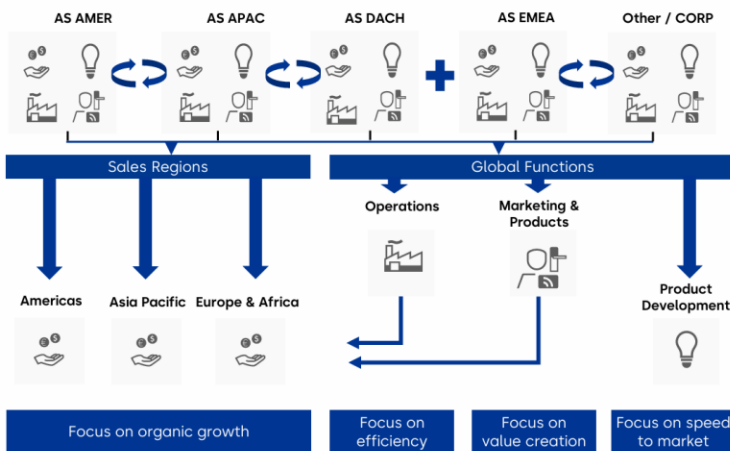 AS AMER
AS APAC
AS DACH
AS EMEA
Other / CORP
Sales Regions
Global Functions
Operations
Marketing &
Products
Americas
Asia Pacific
Europe & Africa
Product
Development
Focus on organic growth
Focus on
efficiency
Focus on
value creation
Focus on speed
to market